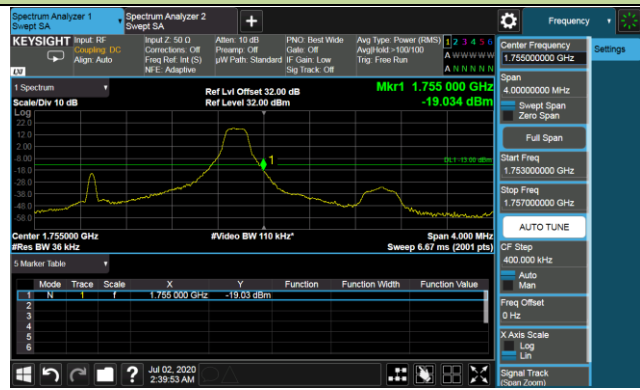 Spectrum Analyzer 1
Swept SA
Spectrum Analyzer 2
Swept SA
Frequency
KEYSIGHT
Input: RF
Coupling: DC
Align: Auto
Input Z: 50 Ω
Corrections: Off
Freq Ref: Int (S)
NFE: Adaptive
Atten: 10 dB
Preamp: Off
µW Path: Standard
PNO: Best Wide
Gate: Off
IF Gain: Low
Sig Track: Off
Avg Type: Power (RMS)
Avg|Hold:>100/100
Trig: Free Run
1 2 3 4 5 6
A W W W W W
A N N N N N
LXI
1 Spectrum
Scale/Div 10 dB
Ref Lvl Offset 32.00 dB
Ref Level 32.00 dBm
Mkr1 1.755 000 GHz
-19.034 dBm
Log
22.0
12.0
2.00
-8.00
-18.0
-28.0
-38.0
-48.0
-58.0
1
DL1 -13.00 dBm
Center 1.755000 GHz
#Video BW 110 kHz*
Span 4.000 MHz
#Res BW 36 kHz
Sweep 6.67 ms (2001 pts)
5 Marker Table
Mode Trace Scale X Y Function Function Width Function Value
1 N 1 f 1.755 000 GHz -19.03 dBm
2
3
4
5
6
Jul 02, 2020
2:39:53 AM
Center Frequency
1.755000000 GHz
Settings
Span
4.00000000 MHz
Swept Span
Zero Span
Full Span
Start Freq
1.753000000 GHz
Stop Freq
1.757000000 GHz
AUTO TUNE
CF Step
400.000 kHz
Auto
Man
Freq Offset
0 Hz
X Axis Scale
Log
Lin
Signal Track
(Span Zoom)